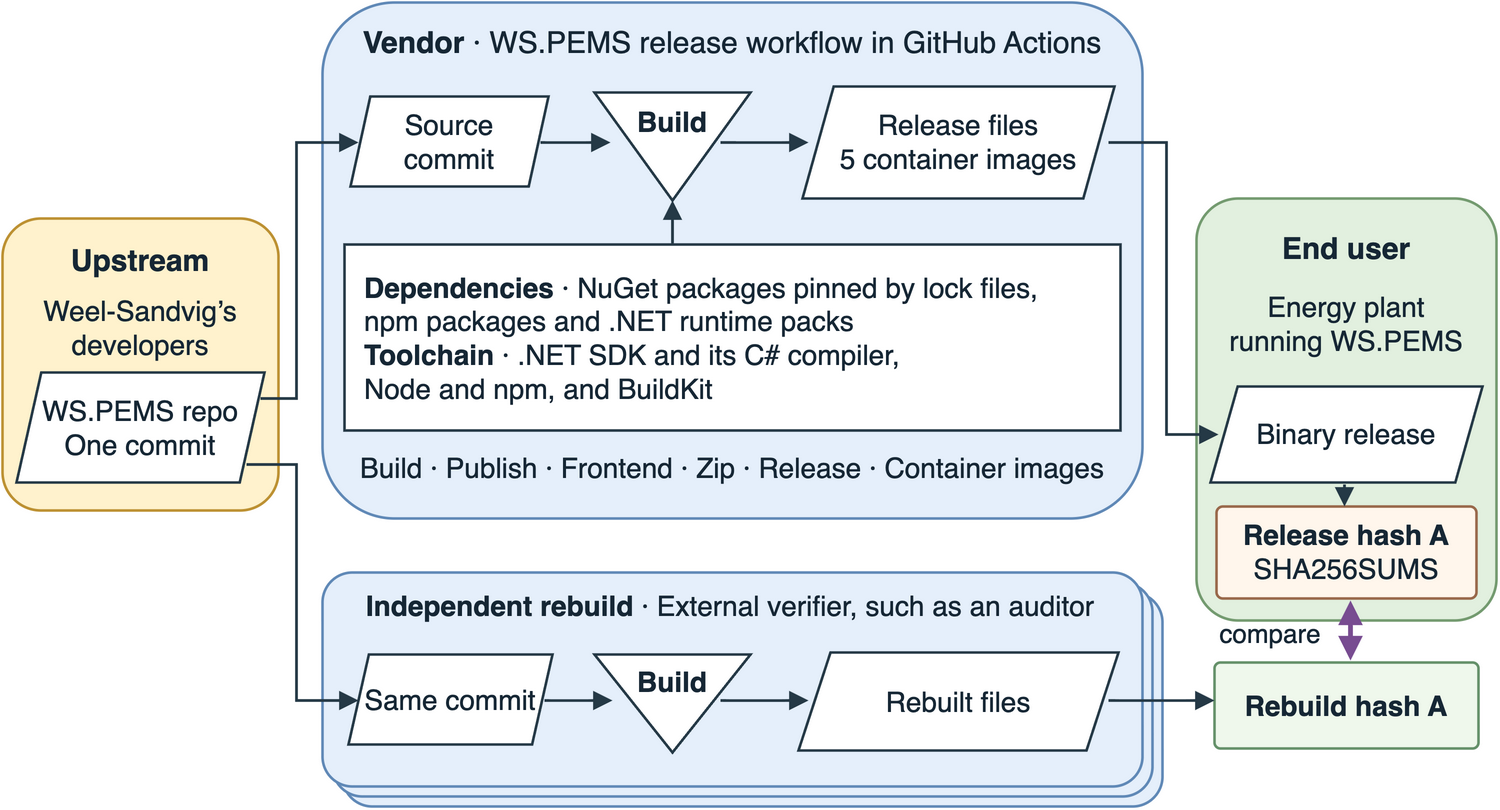 Vendor · WS.PEMS release workflow in GitHub Actions
Source
commit
Build
Release files
5 container images
Dependencies · NuGet packages pinned by lock files,
npm packages and .NET runtime packs
Toolchain · .NET SDK and its C# compiler,
Node and npm, and BuildKit
Build · Publish · Frontend · Zip · Release · Container images
Upstream
Weel-Sandvig’s
developers
WS.PEMS repo
One commit
End user
Energy plant
running WS.PEMS
Binary release
Release hash A
SHA256SUMS
compare
Rebuild hash A
Independent rebuild · External verifier, such as an auditor
Same commit
Build
Rebuilt files